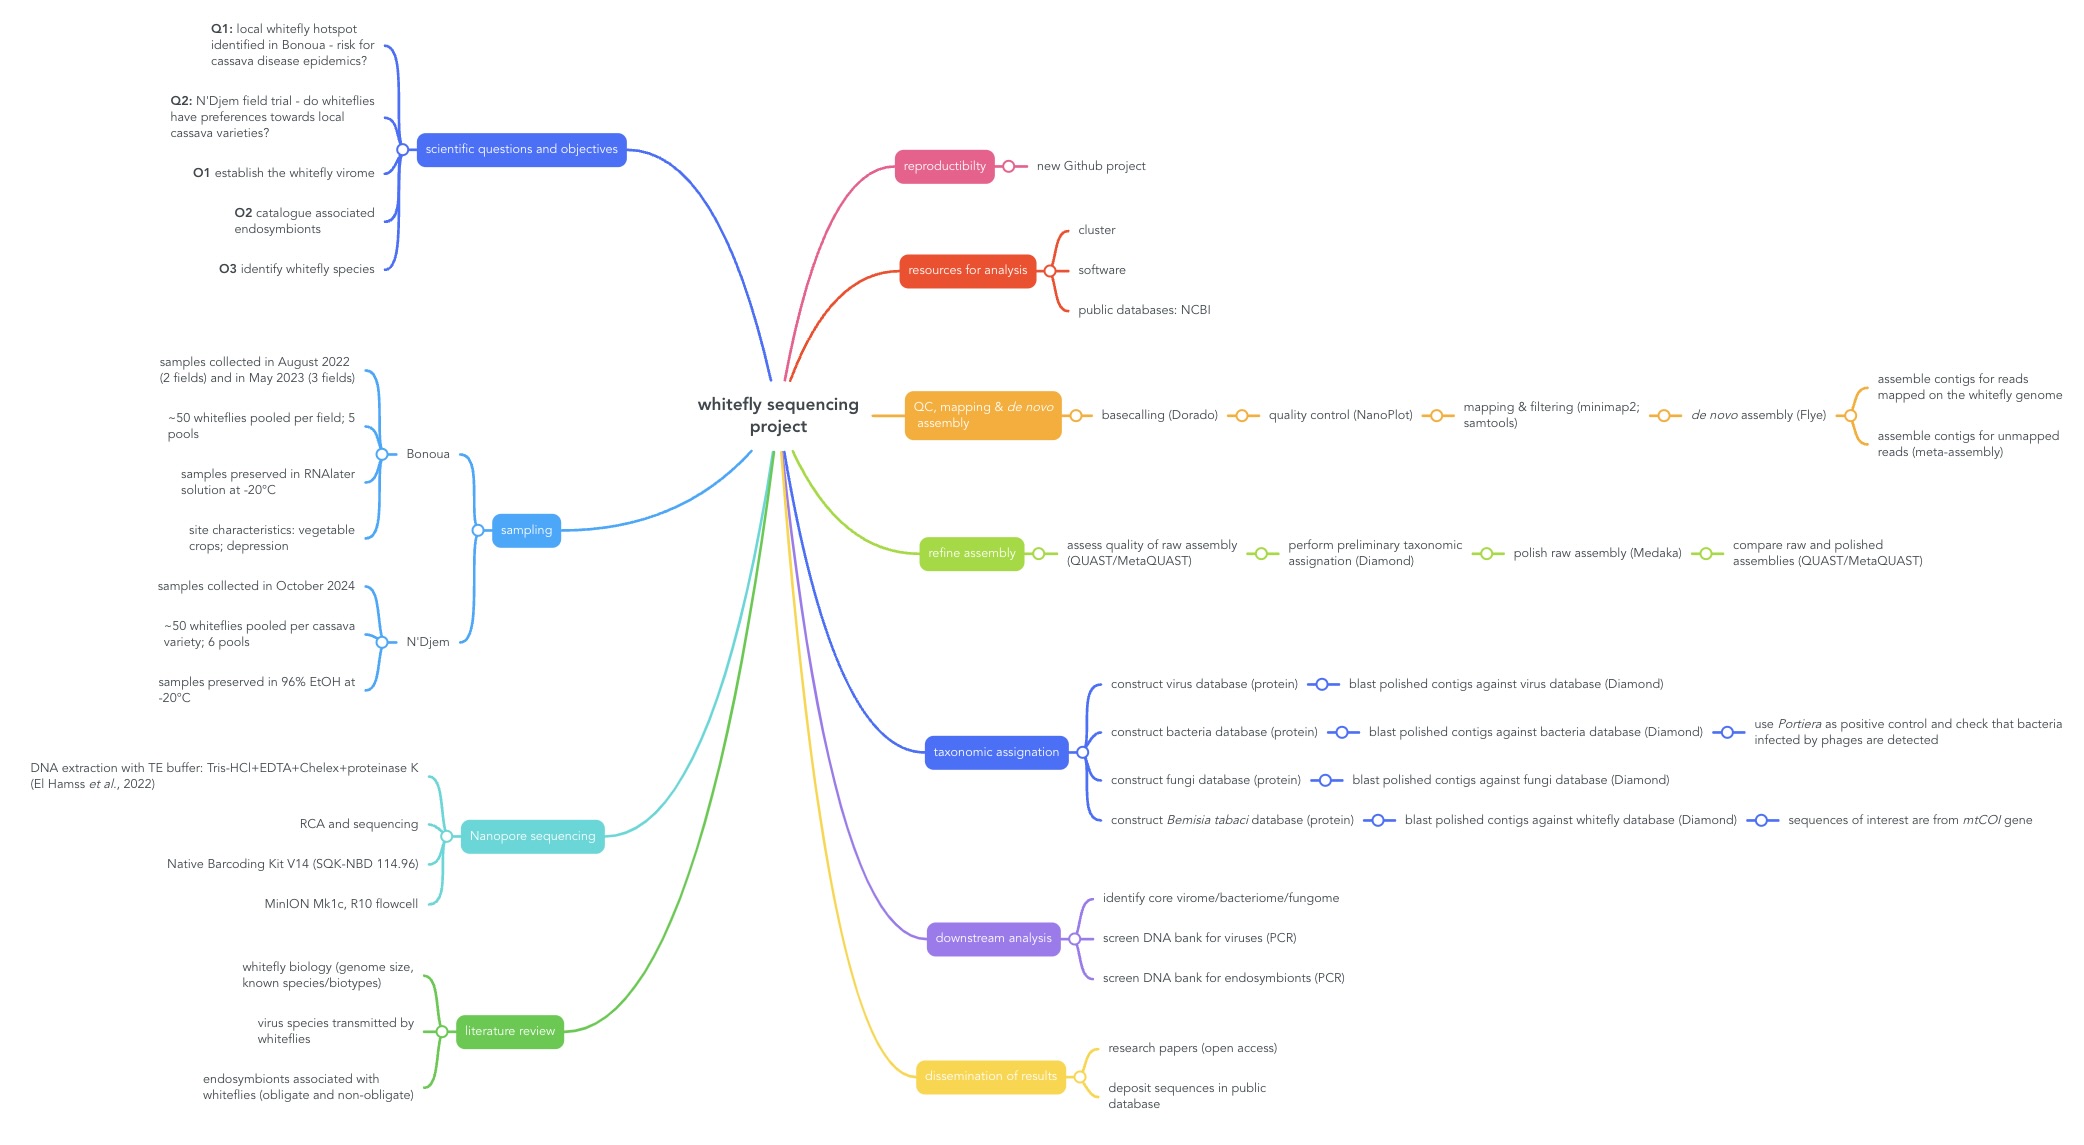 whitefly sequencing
project
scientific questions and objectives
Q1: local whitefly hotspot
identified in Bonoua - risk for
cassava disease epidemics?
Q2: N'Djem field trial - do whiteflies
have preferences towards local
cassava varieties?
O1 establish the whitefly virome
O2 catalogue associated
endosymbionts
O3 identify whitefly species
sampling
Bonoua
samples collected in August 2022
(2 fields) and in May 2023 (3 fields)
~50 whiteflies pooled per field; 5
pools
samples preserved in RNAlater
solution at -20°C
site characteristics: vegetable
crops; depression
N'Djem
samples collected in October 2024
~50 whiteflies pooled per cassava
variety; 6 pools
samples preserved in 96% EtOH at
-20°C
Nanopore sequencing
DNA extraction with TE buffer: Tris-HCl+EDTA+Chelex+proteinase K
(El Hamss et al., 2022)
RCA and sequencing
Native Barcoding Kit V14 (SQK-NBD 114.96)
MinION Mk1c, R10 flowcell
literature review
whitefly biology (genome size,
known species/biotypes)
virus species transmitted by
whiteflies
endosymbionts associated with
whiteflies (obligate and non-obligate)
reproductibilty
new Github project
resources for analysis
cluster
software
public databases: NCBI
QC, mapping & de novo
assembly
basecalling (Dorado)
quality control (NanoPlot)
mapping & filtering (minimap2;
samtools)
de novo assembly (Flye)
assemble contigs for reads
mapped on the whitefly genome
assemble contigs for unmapped
reads (meta-assembly)
refine assembly
assess quality of raw assembly
(QUAST/MetaQUAST)
perform preliminary taxonomic
assignation (Diamond)
polish raw assembly (Medaka)
compare raw and polished
assemblies (QUAST/MetaQUAST)
taxonomic assignation
construct virus database (protein)
blast polished contigs against virus database (Diamond)
construct bacteria database (protein)
blast polished contigs against bacteria database (Diamond)
use Portiera as positive control and check that bacteria
infected by phages are detected
construct fungi database (protein)
blast polished contigs against fungi database (Diamond)
construct Bemisia tabaci database (protein)
blast polished contigs against whitefly database (Diamond)
sequences of interest are from mtCOI gene
downstream analysis
identify core virome/bacteriome/fungome
screen DNA bank for viruses (PCR)
screen DNA bank for endosymbionts (PCR)
dissemination of results
research papers (open access)
deposit sequences in public
database